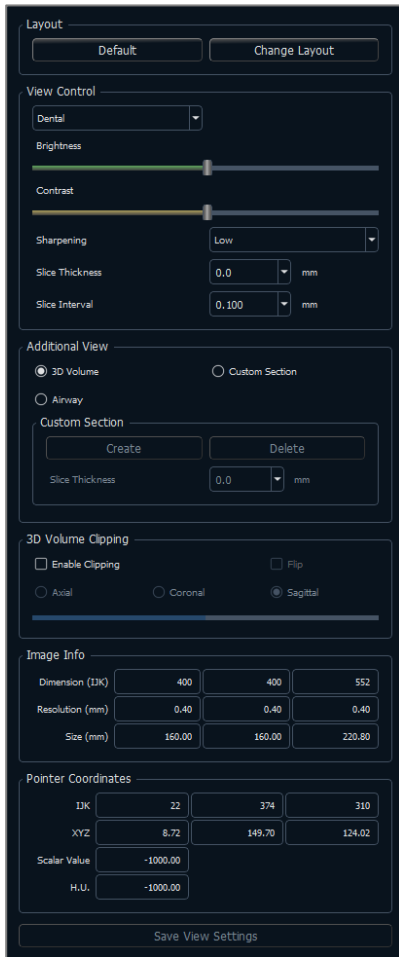 Layout
Default Change Layout
View Control
Dental
Brightness
Contrast
Sharpening Low
Slice Thickness 0.0 mm
Slice Interval 0.100 mm
Additional View
3D Volume Custom Section
Airway
Custom Section
Create Delete
Slice Thickness 0.0 mm
3D Volume Clipping
Enable Clipping Flip
Axial Coronal Sagittal
Image Info
Dimension (IJK) 400 400 552
Resolution (mm) 0.40 0.40 0.40
Size (mm) 160.00 160.00 220.80
Pointer Coordinates
IJK 22 374 310
XYZ 8.72 149.70 124.02
Scalar Value -1000.00
H.U. -1000.00
Save View Settings